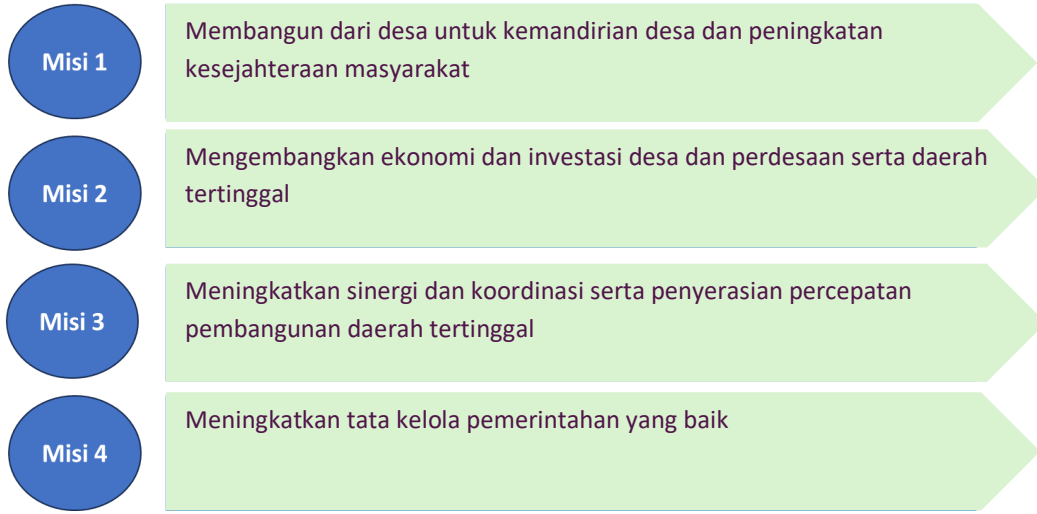 Misi 1
Membangun dari desa untuk kemandirian desa dan peningkatan
kesejahteraan masyarakat
Misi 2
Mengembangkan ekonomi dan investasi desa dan perdesaan serta daerah
tertinggal
Misi 3
Meningkatkan sinergi dan koordinasi serta penyerasian percepatan
pembangunan daerah tertinggal
Misi 4
Meningkatkan tata kelola pemerintahan yang baik